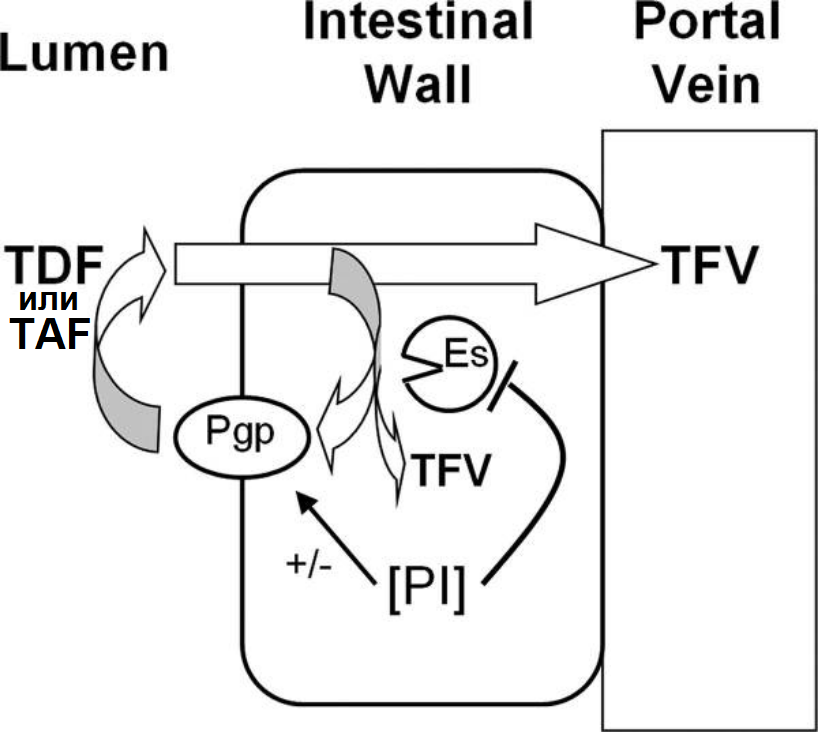 Lumen
Intestinal
Wall
Portal
Vein
TDF
или
TAF
TFV
Es
Pgp
TFV
+/-
[PI]